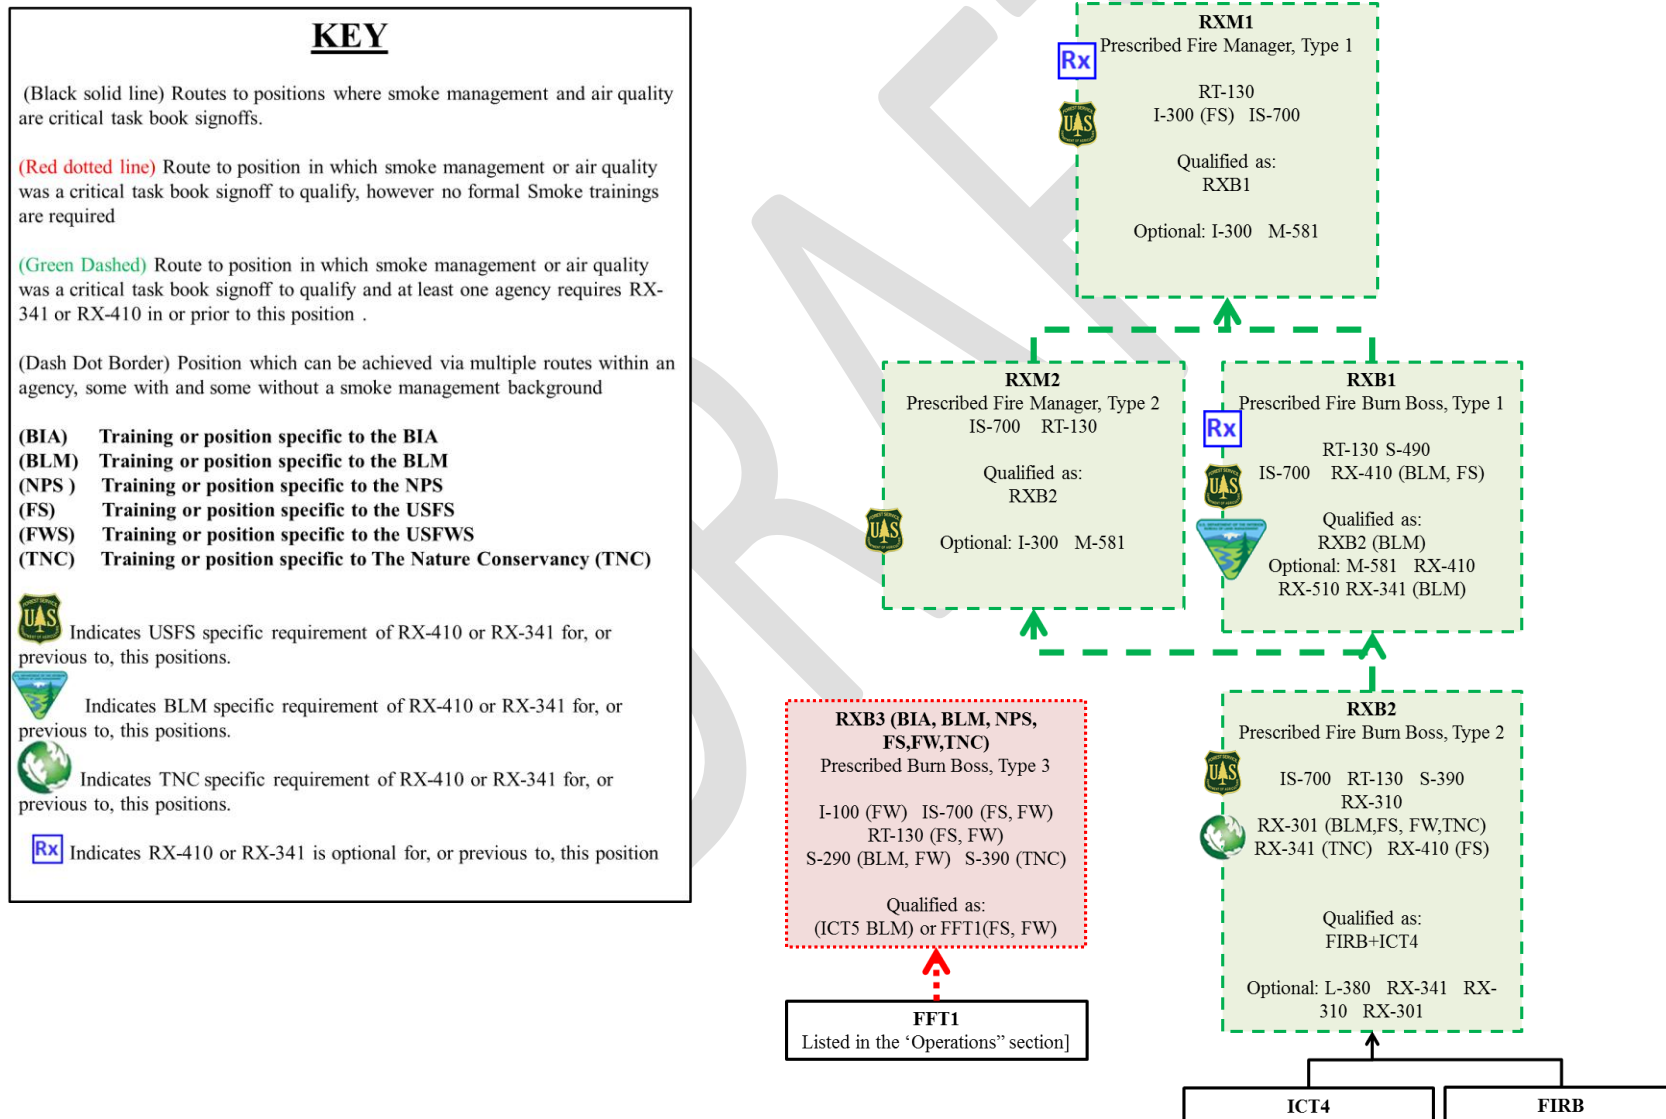 KEY
(Black solid line) Routes to positions where smoke management and air quality
are critical task book signoffs.
(Red dotted line) Route to position in which smoke management or air quality
was a critical task book signoff to qualify, however no formal Smoke trainings
are required
(Green Dashed) Route to position in which smoke management or air quality
was a critical task book signoff to qualify and at least one agency requires RX-
341 or RX-410 in or prior to this position .
(Dash Dot Border) Position which can be achieved via multiple routes within an
agency, some with and some without a smoke management background
(BIA) Training or position specific to the BIA
(BLM) Training or position specific to the BLM
(NPS ) Training or position specific to the NPS
(FS) Training or position specific to the USFS
(FWS) Training or position specific to the USFWS
(TNC) Training or position specific to The Nature Conservancy (TNC)
FOREST SERVICE
UAS
Indicates USFS specific requirement of RX-410 or RX-341 for, or
previous to, this positions.
Indicates BLM specific requirement of RX-410 or RX-341 for, or
previous to, this positions.
Indicates TNC specific requirement of RX-410 or RX-341 for, or
previous to, this positions.
Rx Indicates RX-410 or RX-341 is optional for, or previous to, this position
DRAFT
RXM1
Prescribed Fire Manager, Type 1
Rx
UAS
RT-130
I-300 (FS) IS-700
Qualified as:
RXB1
Optional: I-300 M-581
RXM2
Prescribed Fire Manager, Type 2
IS-700 RT-130
Qualified as:
RXB2
UAS
Optional: I-300 M-581
RXB1
Prescribed Fire Burn Boss, Type 1
Rx
UAS
RT-130 S-490
IS-700 RX-410 (BLM, FS)
Qualified as:
RXB2 (BLM)
Optional: M-581 RX-410
RX-510 RX-341 (BLM)
RXB3 (BIA, BLM, NPS,
FS,FW,TNC)
Prescribed Burn Boss, Type 3
I-100 (FW) IS-700 (FS, FW)
RT-130 (FS, FW)
S-290 (BLM, FW) S-390 (TNC)
Qualified as:
(ICT5 BLM) or FFT1(FS, FW)
FFT1
Listed in the ‘Operations” section]
RXB2
Prescribed Fire Burn Boss, Type 2
UAS
IS-700 RT-130 S-390
RX-310
RX-301 (BLM,FS, FW,TNC)
RX-341 (TNC) RX-410 (FS)
Qualified as:
FIRB+ICT4
Optional: L-380 RX-341 RX-
310 RX-301
ICT4
FIRB